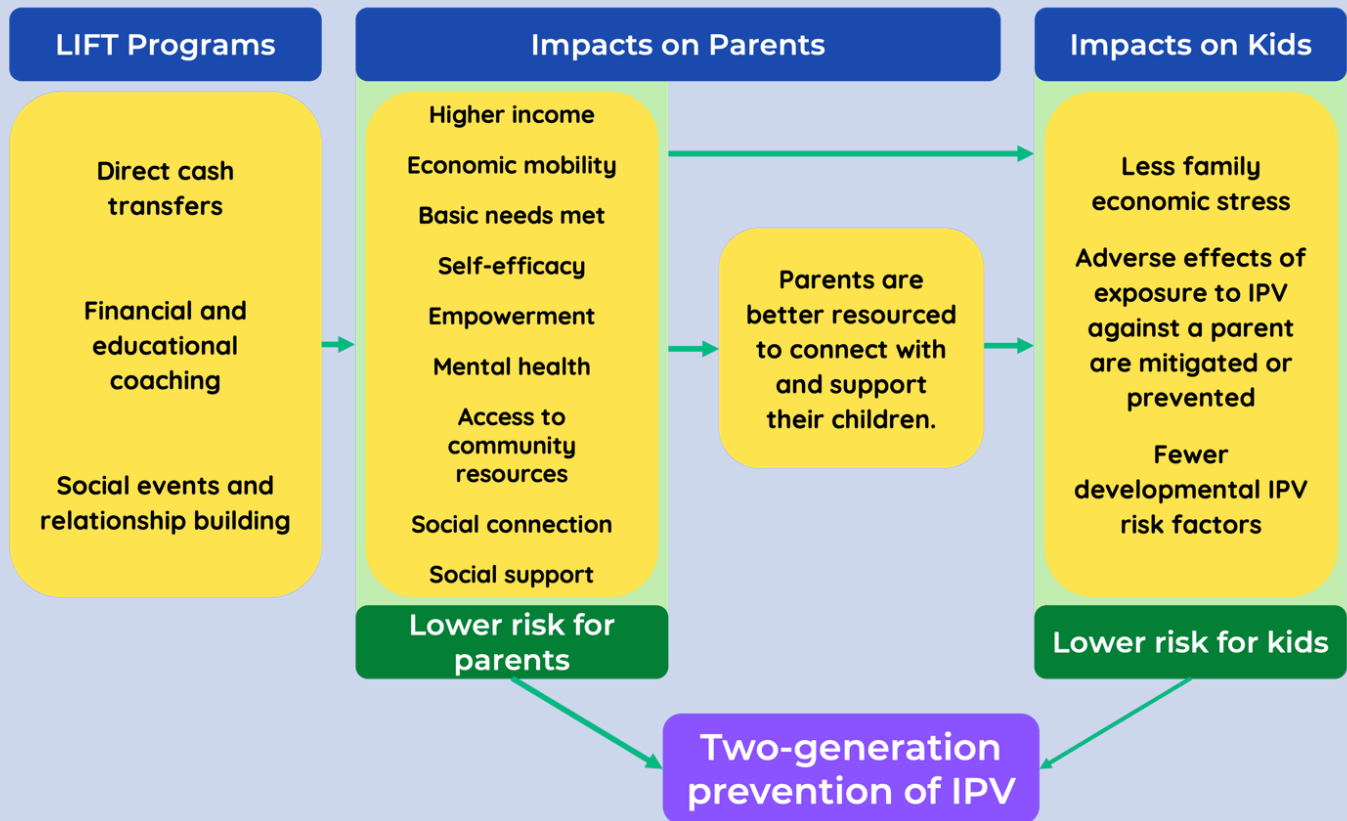 LIFT Programs
Direct cash
transfers
Financial and
educational
coaching
Social events and
relationship building
Impacts on Parents
Higher income
Economic mobility
Basic needs met
Self-efficacy
Empowerment
Mental health
Access to
community
resources
Social connection
Social support
Lower risk for
parents
Parents are
better resourced
to connect with
and support
their children.
Impacts on Kids
Less family
economic stress
Adverse effects of
exposure to IPV
against a parent
are mitigated or
prevented
Fewer
developmental IPV
risk factors
Lower risk for kids
Two-generation
prevention of IPV